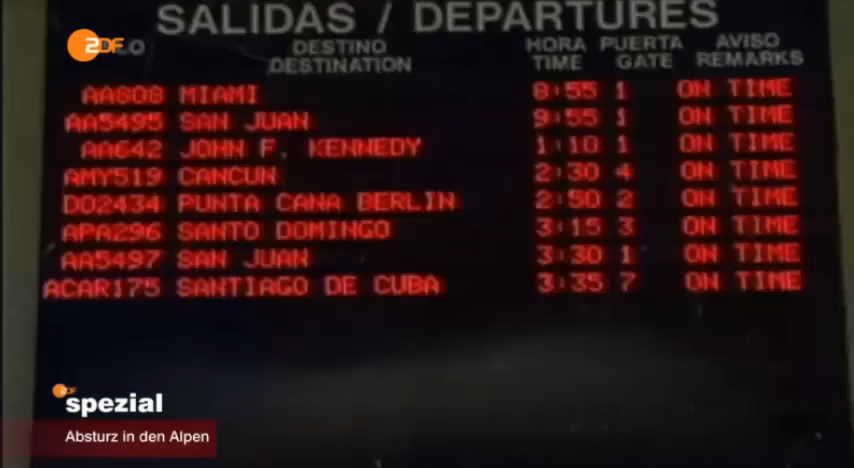 SALIDAS / DEPARTURES
ZDF
DESTINO HORA PUERTA AVISO
DESTINATION TIME GATE REMARKS
AA808 MIAMI 8:55 1 ON TIME
AA5495 SAN JUAN 9:55 1 ON TIME
AA642 JOHN F. KENNEDY 1:10 1 ON TIME
AMY519 CANCUN 2:30 4 ON TIME
DO2434 PUNTA CANA BERLIN 2:50 2 ON TIME
APA296 SANTO DOMINGO 3:15 3 ON TIME
AA5497 SAN JUAN 3:30 1 ON TIME
ACAR175 SANTIAGO DE CUBA 3:35 7 ON TIME
ZDF
spezial
Absturz in den Alpen